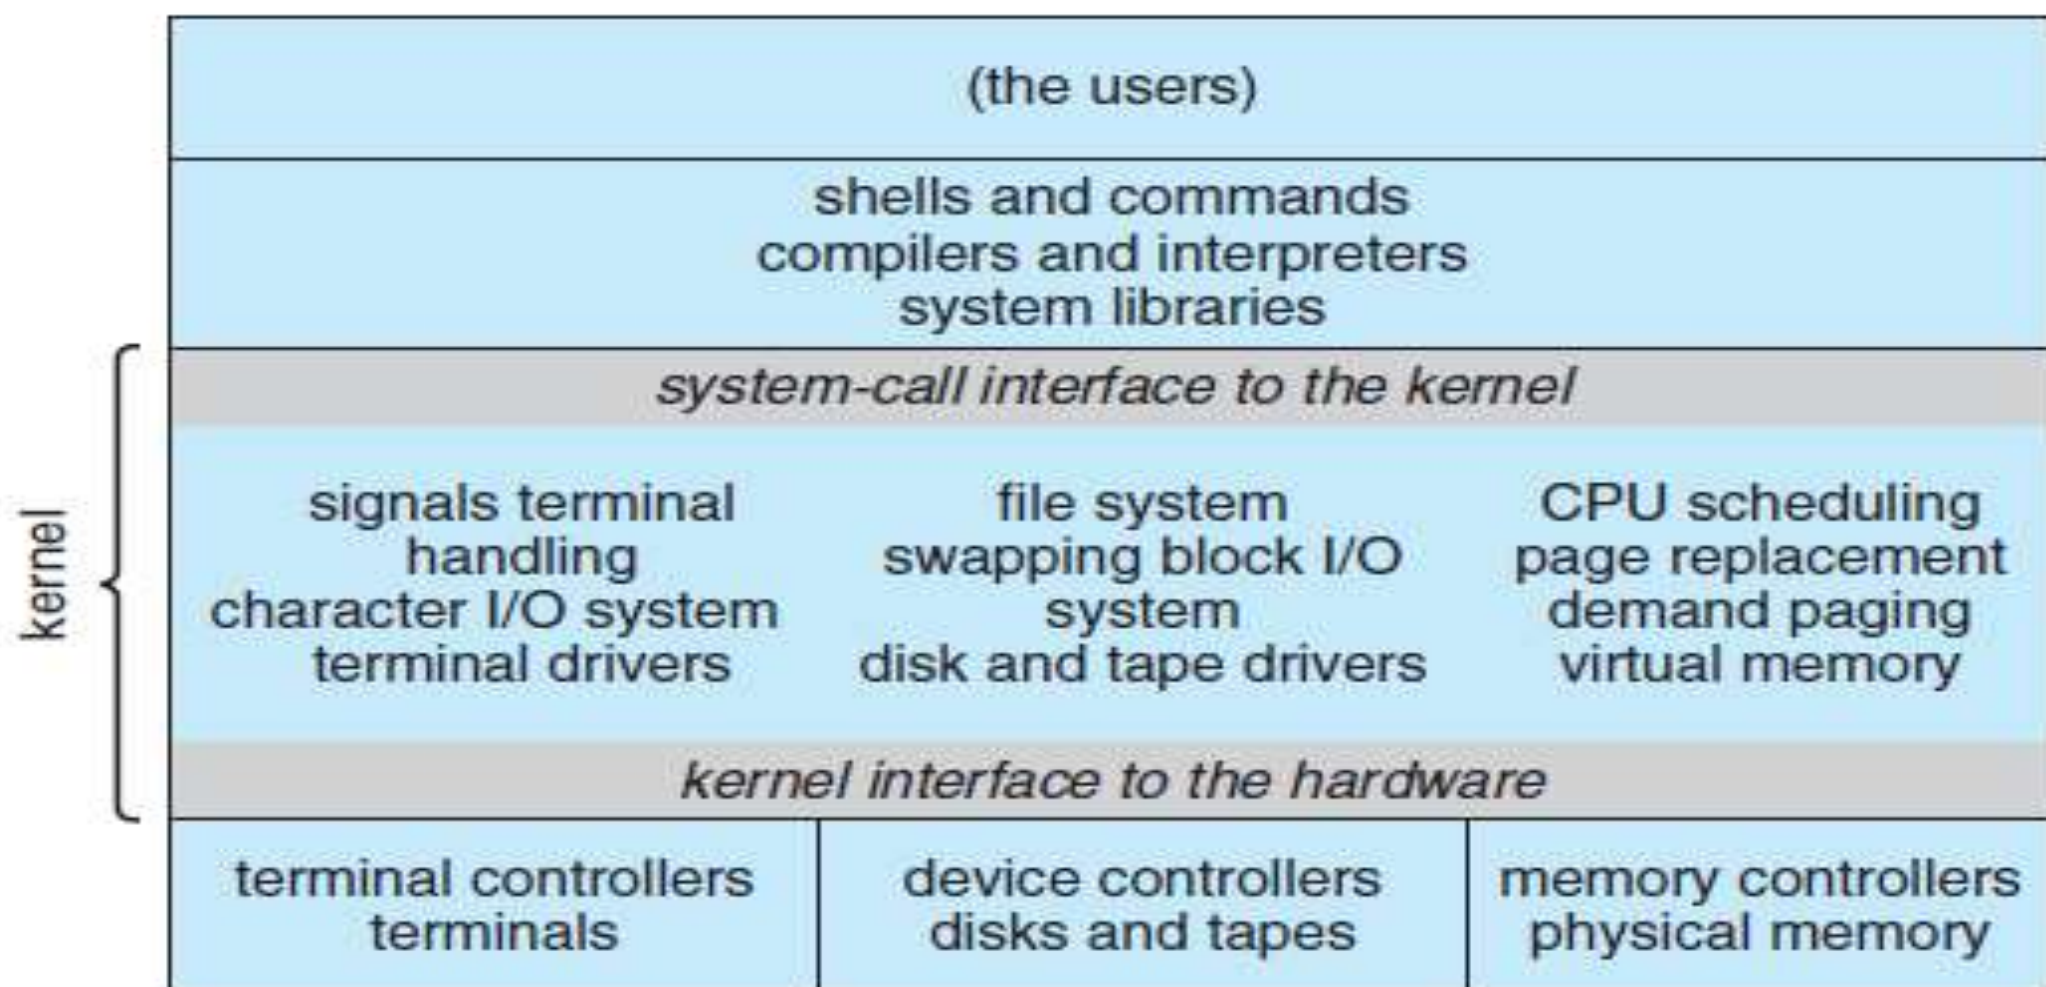 (the users)
shells and commands
compilers and interpreters
system libraries
system-call interface to the kernel
kernel
signals terminal
handling
character I/O system
terminal drivers
file system
swapping block I/O
system
disk and tape drivers
CPU scheduling
page replacement
demand paging
virtual memory
kernel interface to the hardware
terminal controllers
terminals
device controllers
disks and tapes
memory controllers
physical memory